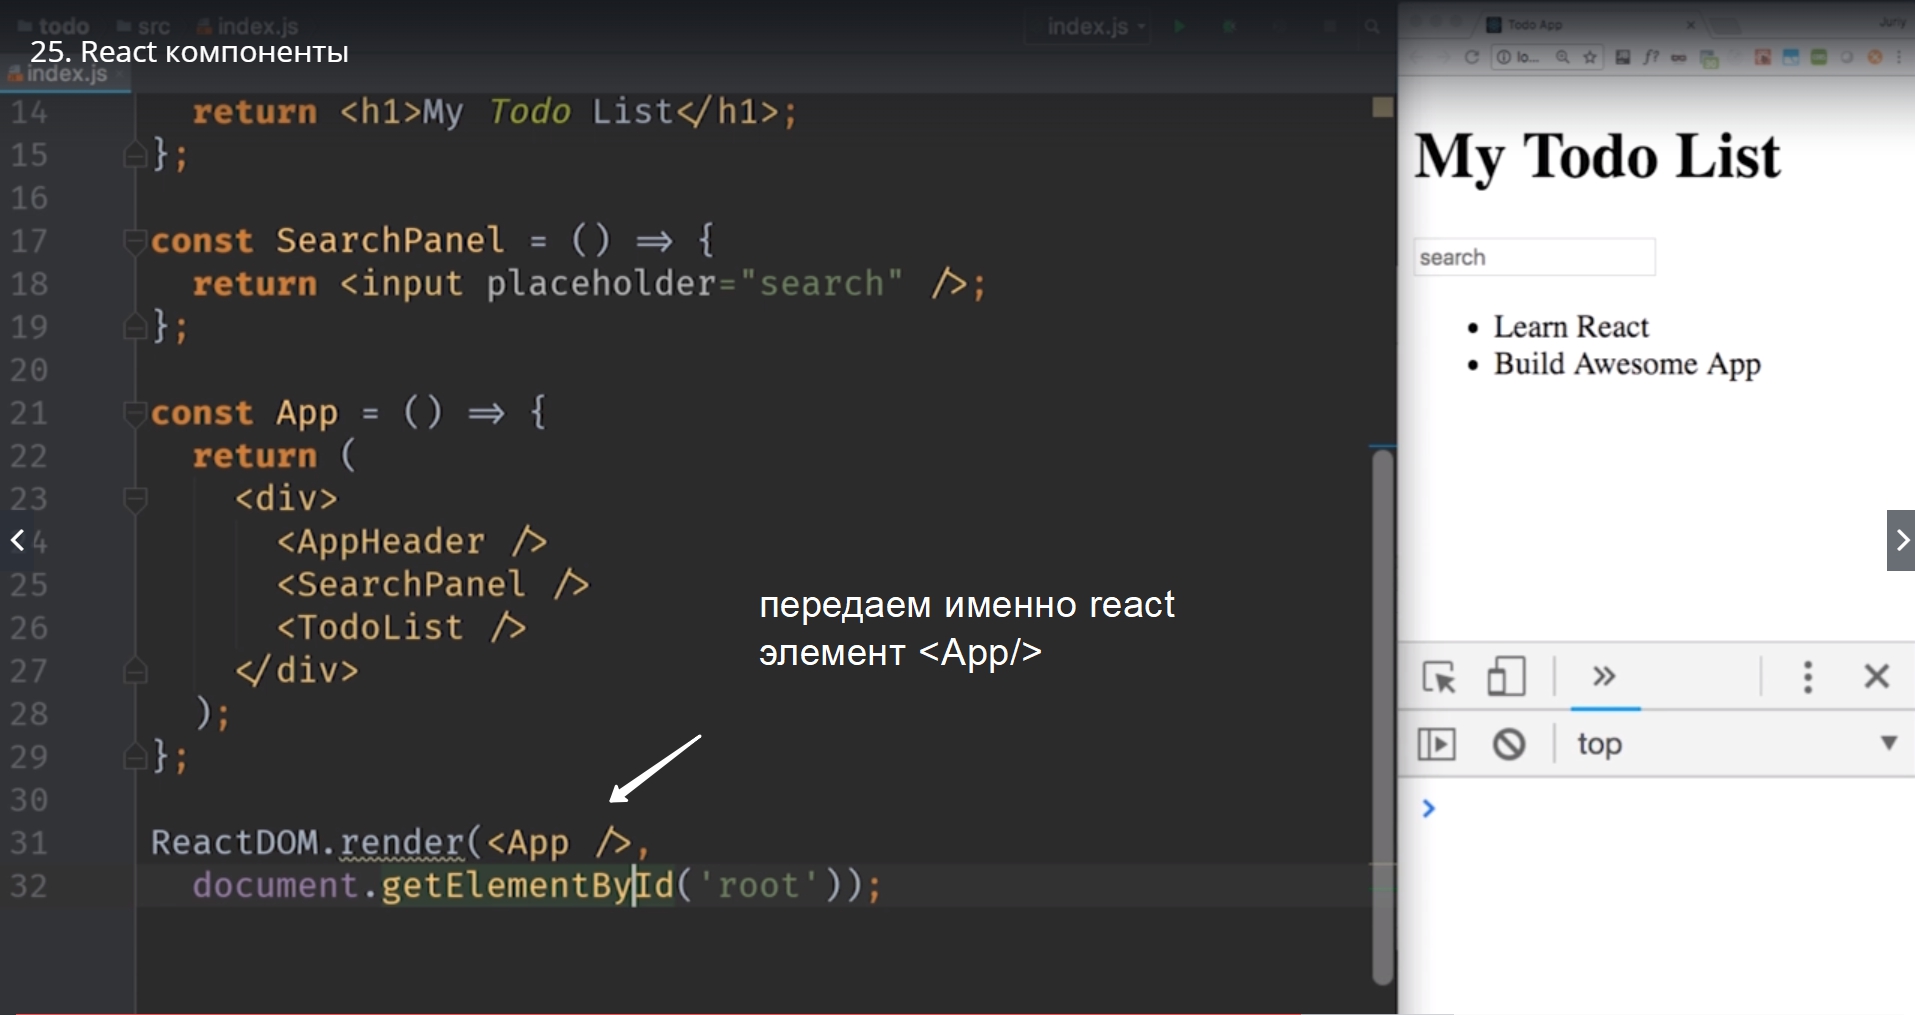 todo src index.js index.js
25. React компоненты
index.js
14 return <h1>My Todo List</h1>;
15 };
16
17 const SearchPanel = () => {
18 return <input placeholder="search" />;
19 };
20
21 const App = () => {
22 return (
23 <div>
4 <AppHeader />
25 <SearchPanel />
26 <TodoList />
27 </div>
28 );
29 };
30
31 ReactDOM.render(<App />,
32 document.getElementById('root'));
передаем именно react
элемент <App/>
Todo App
Juriy
lo...
f?
My Todo List
search
Learn React
Build Awesome App
top